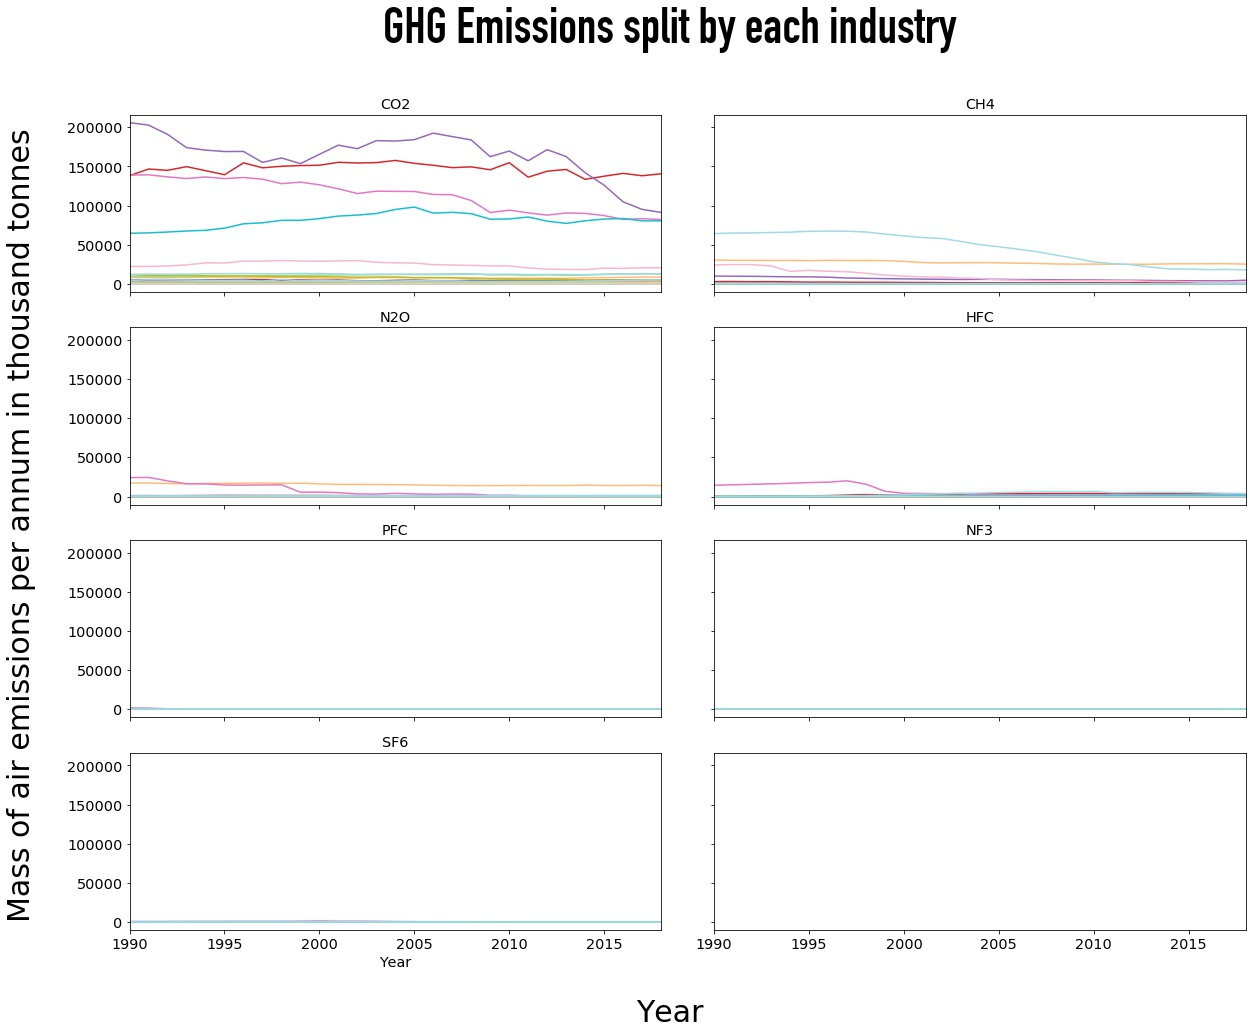 GHG Emissions split by each industry
Mass of air emissions per annum in thousand tonnes
CO2
200000
150000
100000
50000
0
CH4
N2O
200000
150000
100000
50000
0
HFC
PFC
200000
150000
100000
50000
0
NF3
SF6
200000
150000
100000
50000
0
1990 1995 2000 2005 2010 2015
Year
1990 1995 2000 2005 2010 2015
Year